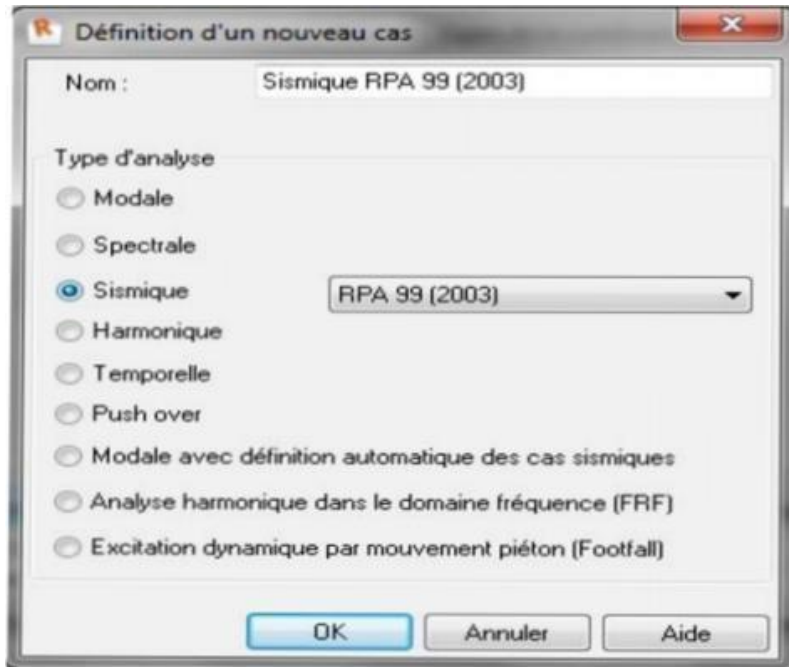 Définition d'un nouveau cas
Nom : Sismique RPA 99 (2003)
Type d'analyse
Modale
Spectrale
Sismique RPA 99 (2003)
Harmonique
Temporelle
Push over
Modale avec définition automatique des cas sismiques
Analyse harmonique dans le domaine fréquence (FRF)
Excitation dynamique par mouvement piéton (Footfall)
OK Annuler Aide